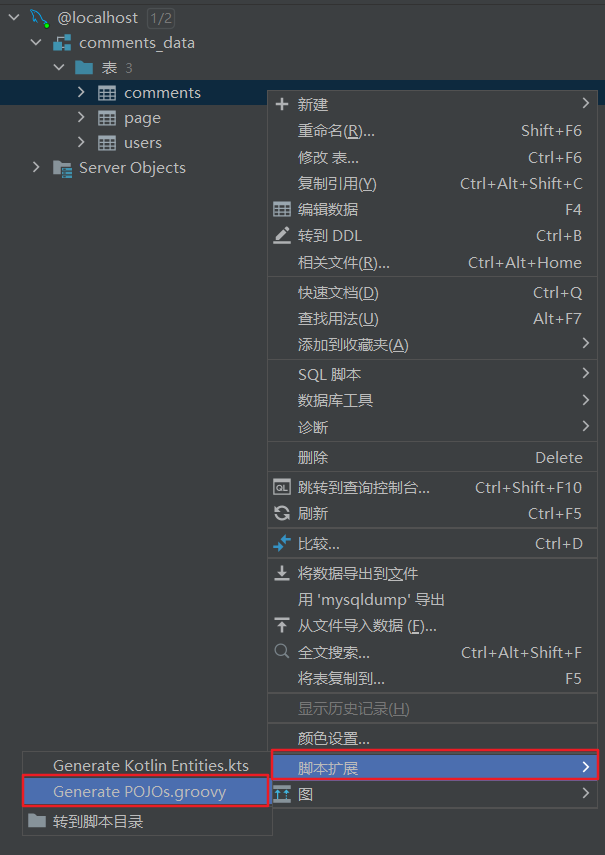 @localhost 1/2
comments_data
表 3
comments
page
users
Server Objects
新建
重命名(R)... Shift+F6
修改 表... Ctrl+F6
复制引用(Y) Ctrl+Alt+Shift+C
编辑数据 F4
转到 DDL Ctrl+B
相关文件(R)... Ctrl+Alt+Home
快速文档(D) Ctrl+Q
查找用法(U) Alt+F7
添加到收藏夹(A)
SQL 脚本
数据库工具
诊断
删除 Delete
QL 跳转到查询控制台... Ctrl+Shift+F10
刷新 Ctrl+F5
比较... Ctrl+D
将数据导出到文件
用 'mysqldump' 导出
从文件导入数据 (F)...
全文搜索... Ctrl+Alt+Shift+F
将表复制到... F5
显示历史记录(H)
颜色设置...
脚本扩展
图
Generate Kotlin Entities.kts
Generate POJOs.groovy
转到脚本目录